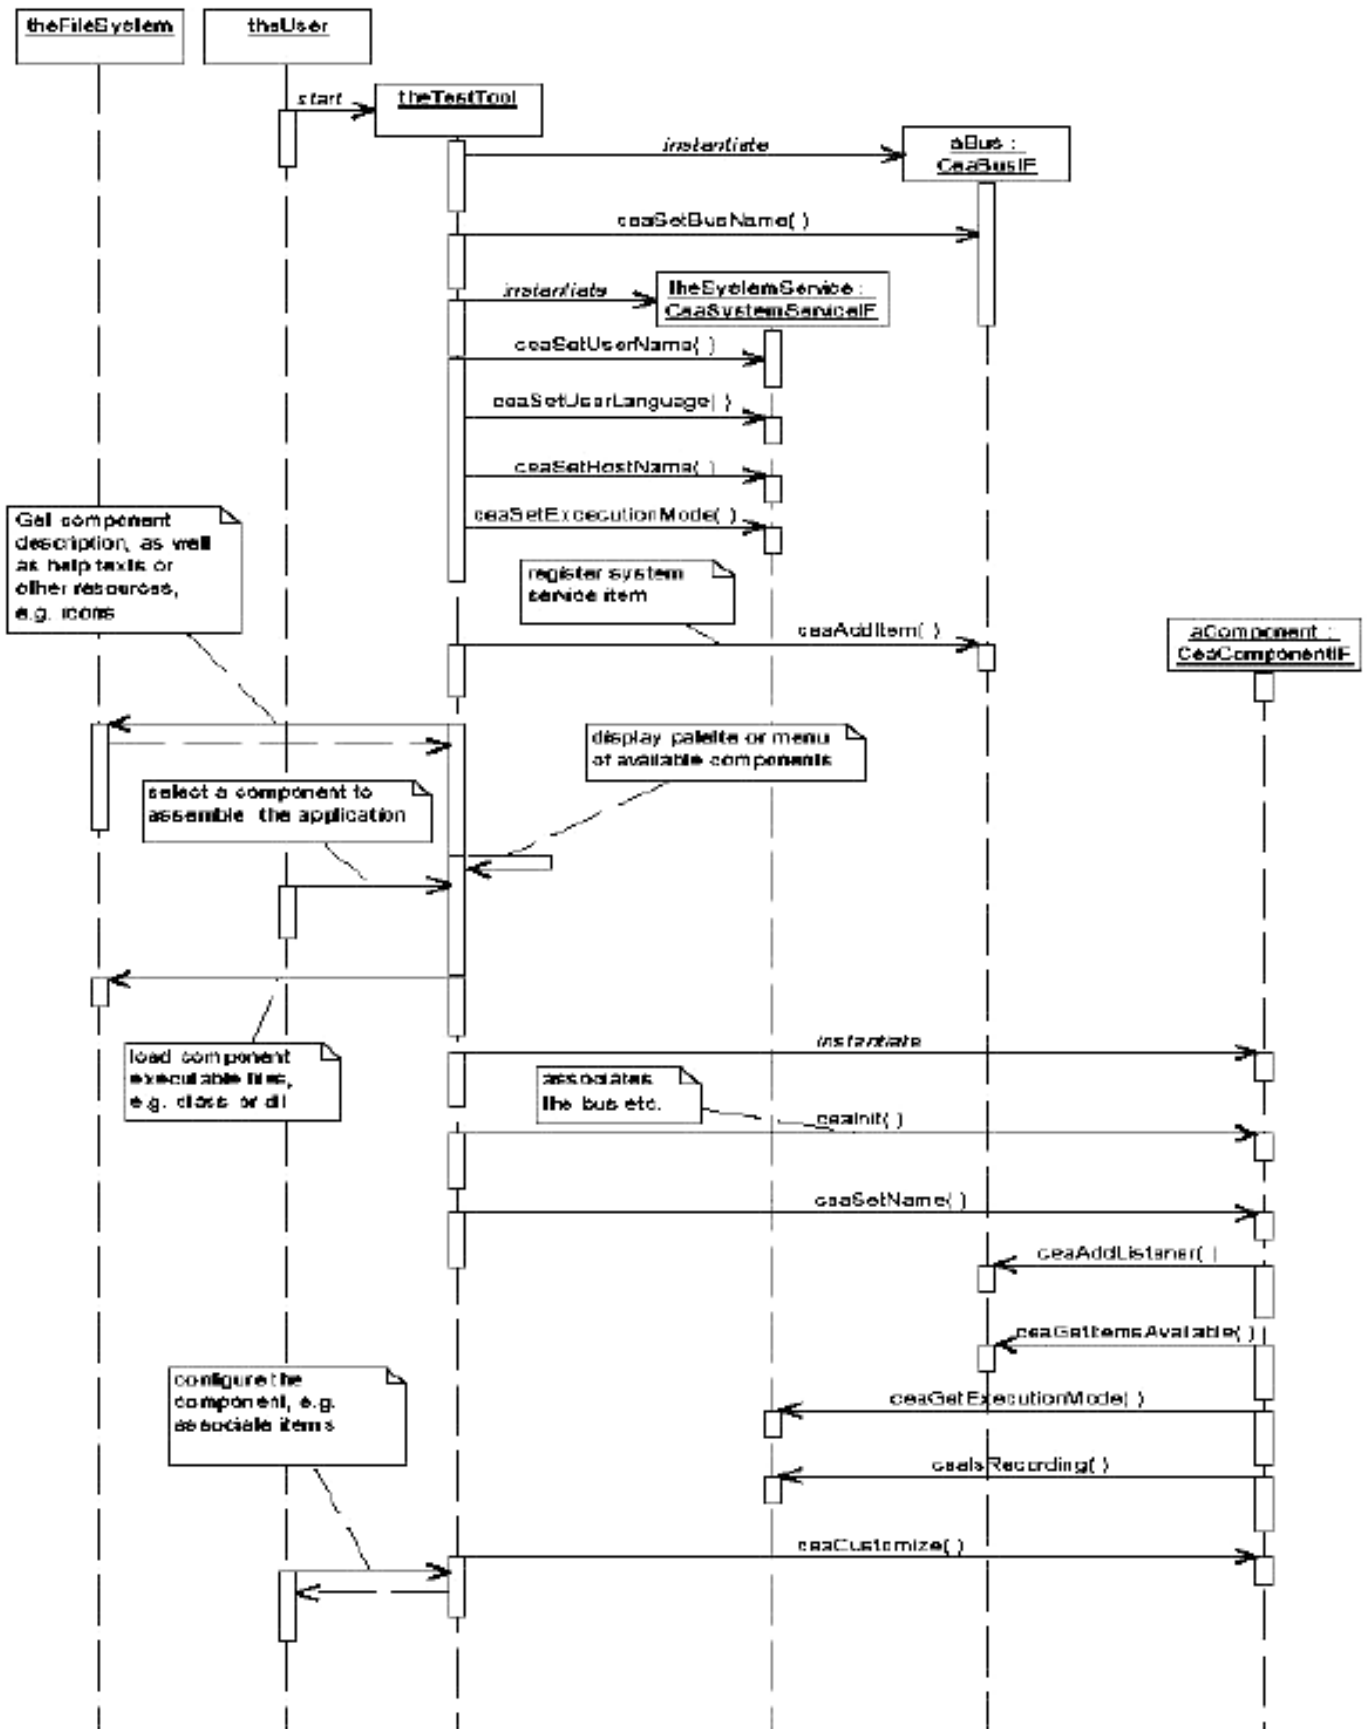 theFileSystem
theUser
start
theTestTool
instantiate
aBus :
CeaBusIF
ceaSetBusName( )
instantiate
theSystemService :
CeaSystemServiceIF
ceaSetUserName( )
ceaSetUserLanguage( )
ceaSetHostName( )
ceaSetExcecutionMode( )
Get component
description, as well
as help texts or
other resources,
e.g. icons
register system
service item
ceaAddItem( )
aComponent :
CeaComponentIF
display palette or menu
of available components
select a component to
assemble the application
load component
executable files,
e.g. class or dll
instantiate
associates
the bus etc.
ceaInit( )
ceaSetName( )
ceaAddListener( )
ceaGetItemsAvailable( )
configure the
component, e.g.
associate items
ceaGetExecutionMode( )
ceaIsRecording( )
ceaCustomize( )